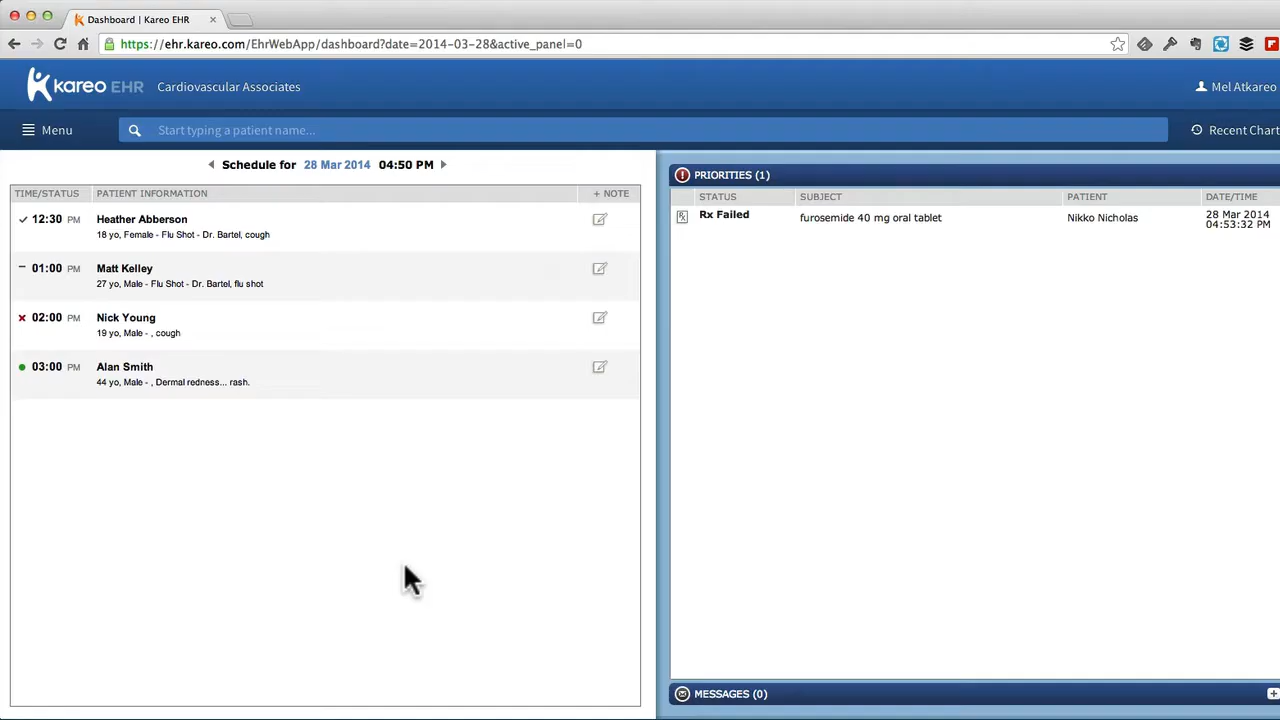 Dashboard | Kareo EHR
https://ehr.kareo.com/EhrWebApp/dashboard?date=2014-03-28&active_panel=0
kareo EHR Cardiovascular Associates
Mel Atkareo
Menu
Start typing a patient name...
Recent Chart
Schedule for 28 Mar 2014 04:50 PM
TIME/STATUS PATIENT INFORMATION + NOTE
12:30 PM Heather Abberson
18 yo, Female - Flu Shot - Dr. Bartel, cough
01:00 PM Matt Kelley
27 yo, Male - Flu Shot - Dr. Bartel, flu shot
02:00 PM Nick Young
19 yo, Male - , cough
03:00 PM Alan Smith
44 yo, Male - , Dermal redness... rash.
PRIORITIES (1)
STATUS SUBJECT PATIENT DATE/TIME
Rx Failed furosemide 40 mg oral tablet Nikko Nicholas 28 Mar 2014
04:53:32 PM
MESSAGES (0)